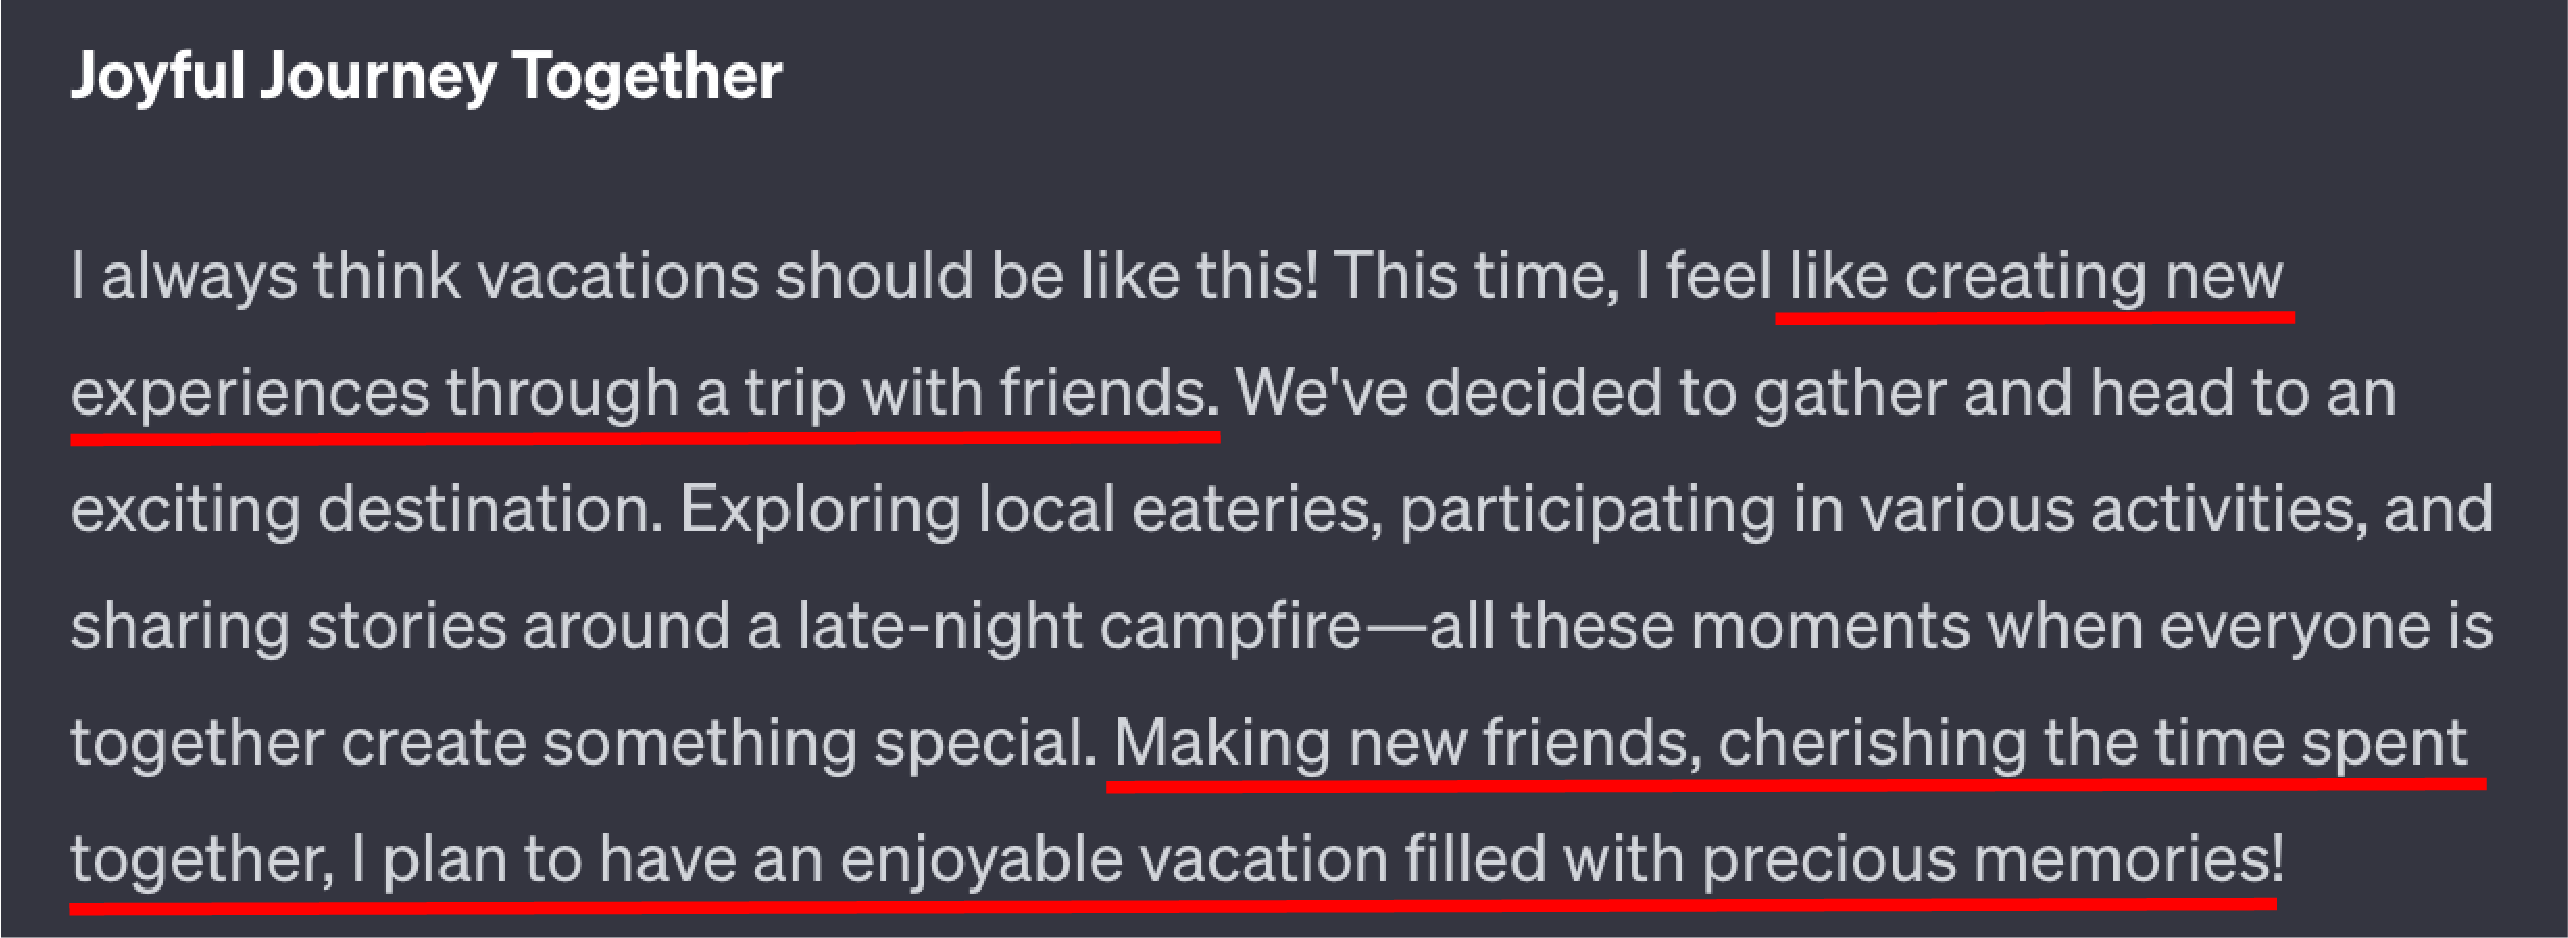 Joyful Journey Together
I always think vacations should be like this! This time, I feel like creating new
experiences through a trip with friends. We've decided to gather and head to an
exciting destination. Exploring local eateries, participating in various activities, and
sharing stories around a late-night campfire—all these moments when everyone is
together create something special. Making new friends, cherishing the time spent
together, I plan to have an enjoyable vacation filled with precious memories!